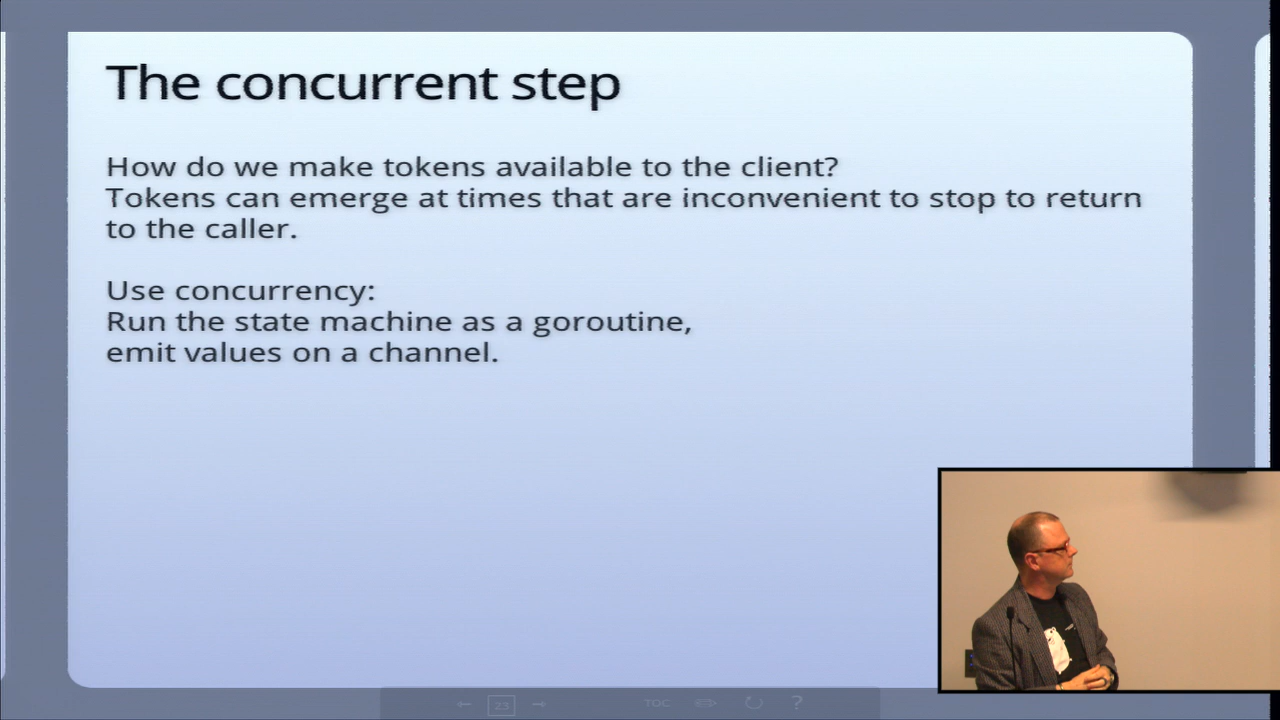 The concurrent step
How do we make tokens available to the client?
Tokens can emerge at times that are inconvenient to stop to return
to the caller.
Use concurrency:
Run the state machine as a goroutine,
emit values on a channel.
23
TOC
?